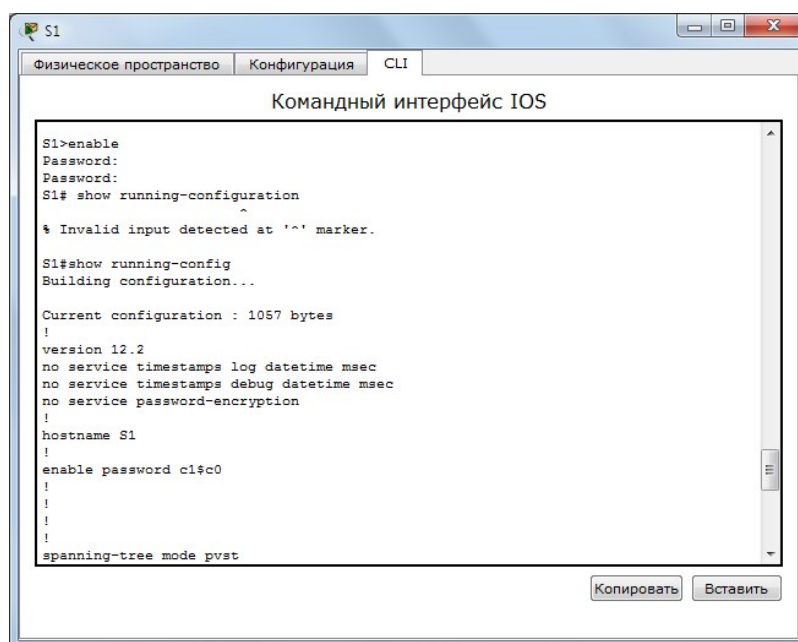 S1
Физическое пространство Конфигурация CLI
Командный интерфейс IOS
S1>enable
Password:
Password:
S1# show running-configuration
^
% Invalid input detected at '^' marker.
S1#show running-config
Building configuration...
Current configuration : 1057 bytes
!
version 12.2
no service timestamps log datetime msec
no service timestamps debug datetime msec
no service password-encryption
!
hostname S1
!
enable password c1$c0
!
!
!
!
spanning-tree mode pvst
Копировать Вставить